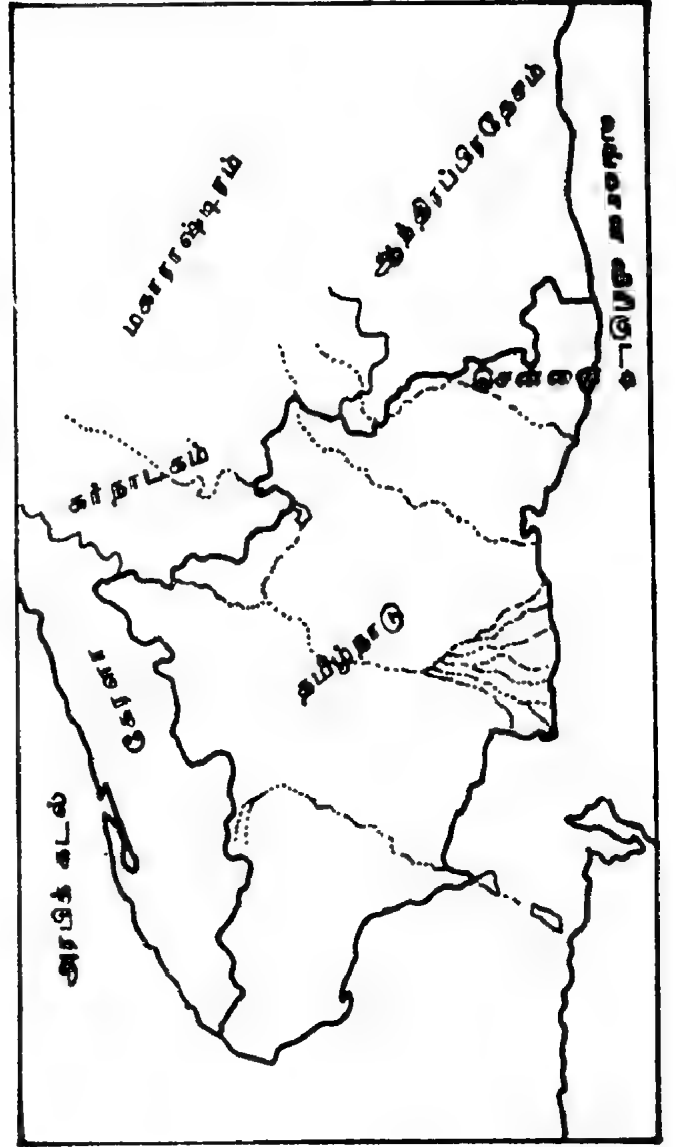 மகாராஷ்டிரம்
ஆந்திரப்பிரதேசம்
சென்னை
கர்நாடகம்
தமிழ்நாடு
கேரளா
அரபிக் கடல்